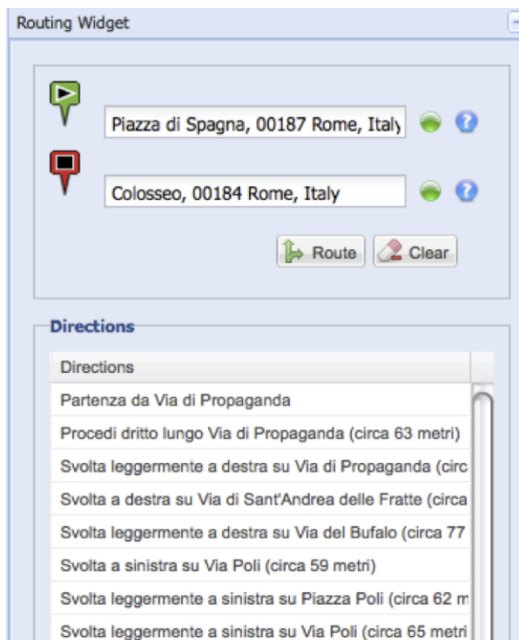 Routing Widget
Piazza di Spagna, 00187 Rome, Italy
Colosseo, 00184 Rome, Italy
Route Clear
Directions
Directions
Partenza da Via di Propaganda
Procedi dritto lungo Via di Propaganda (circa 63 metri)
Svolta leggermente a destra su Via di Propaganda (circ
Svolta a destra su Via di Sant'Andrea delle Fratte (circa
Svolta leggermente a destra su Via del Bufalo (circa 77
Svolta a sinistra su Via Poli (circa 59 metri)
Svolta leggermente a sinistra su Piazza Poli (circa 62 m
Svolta leggermente a sinistra su Via Poli (circa 65 metri